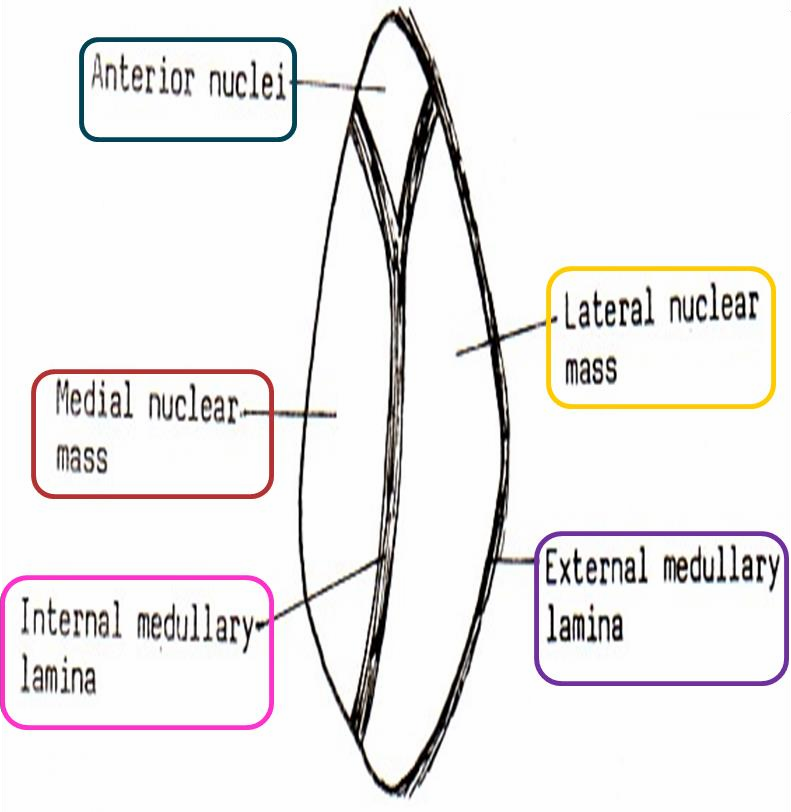 Anterior nuclei
Lateral nuclear
mass
Medial nuclear
mass
External medullary
lamina
Internal medullary
lamina